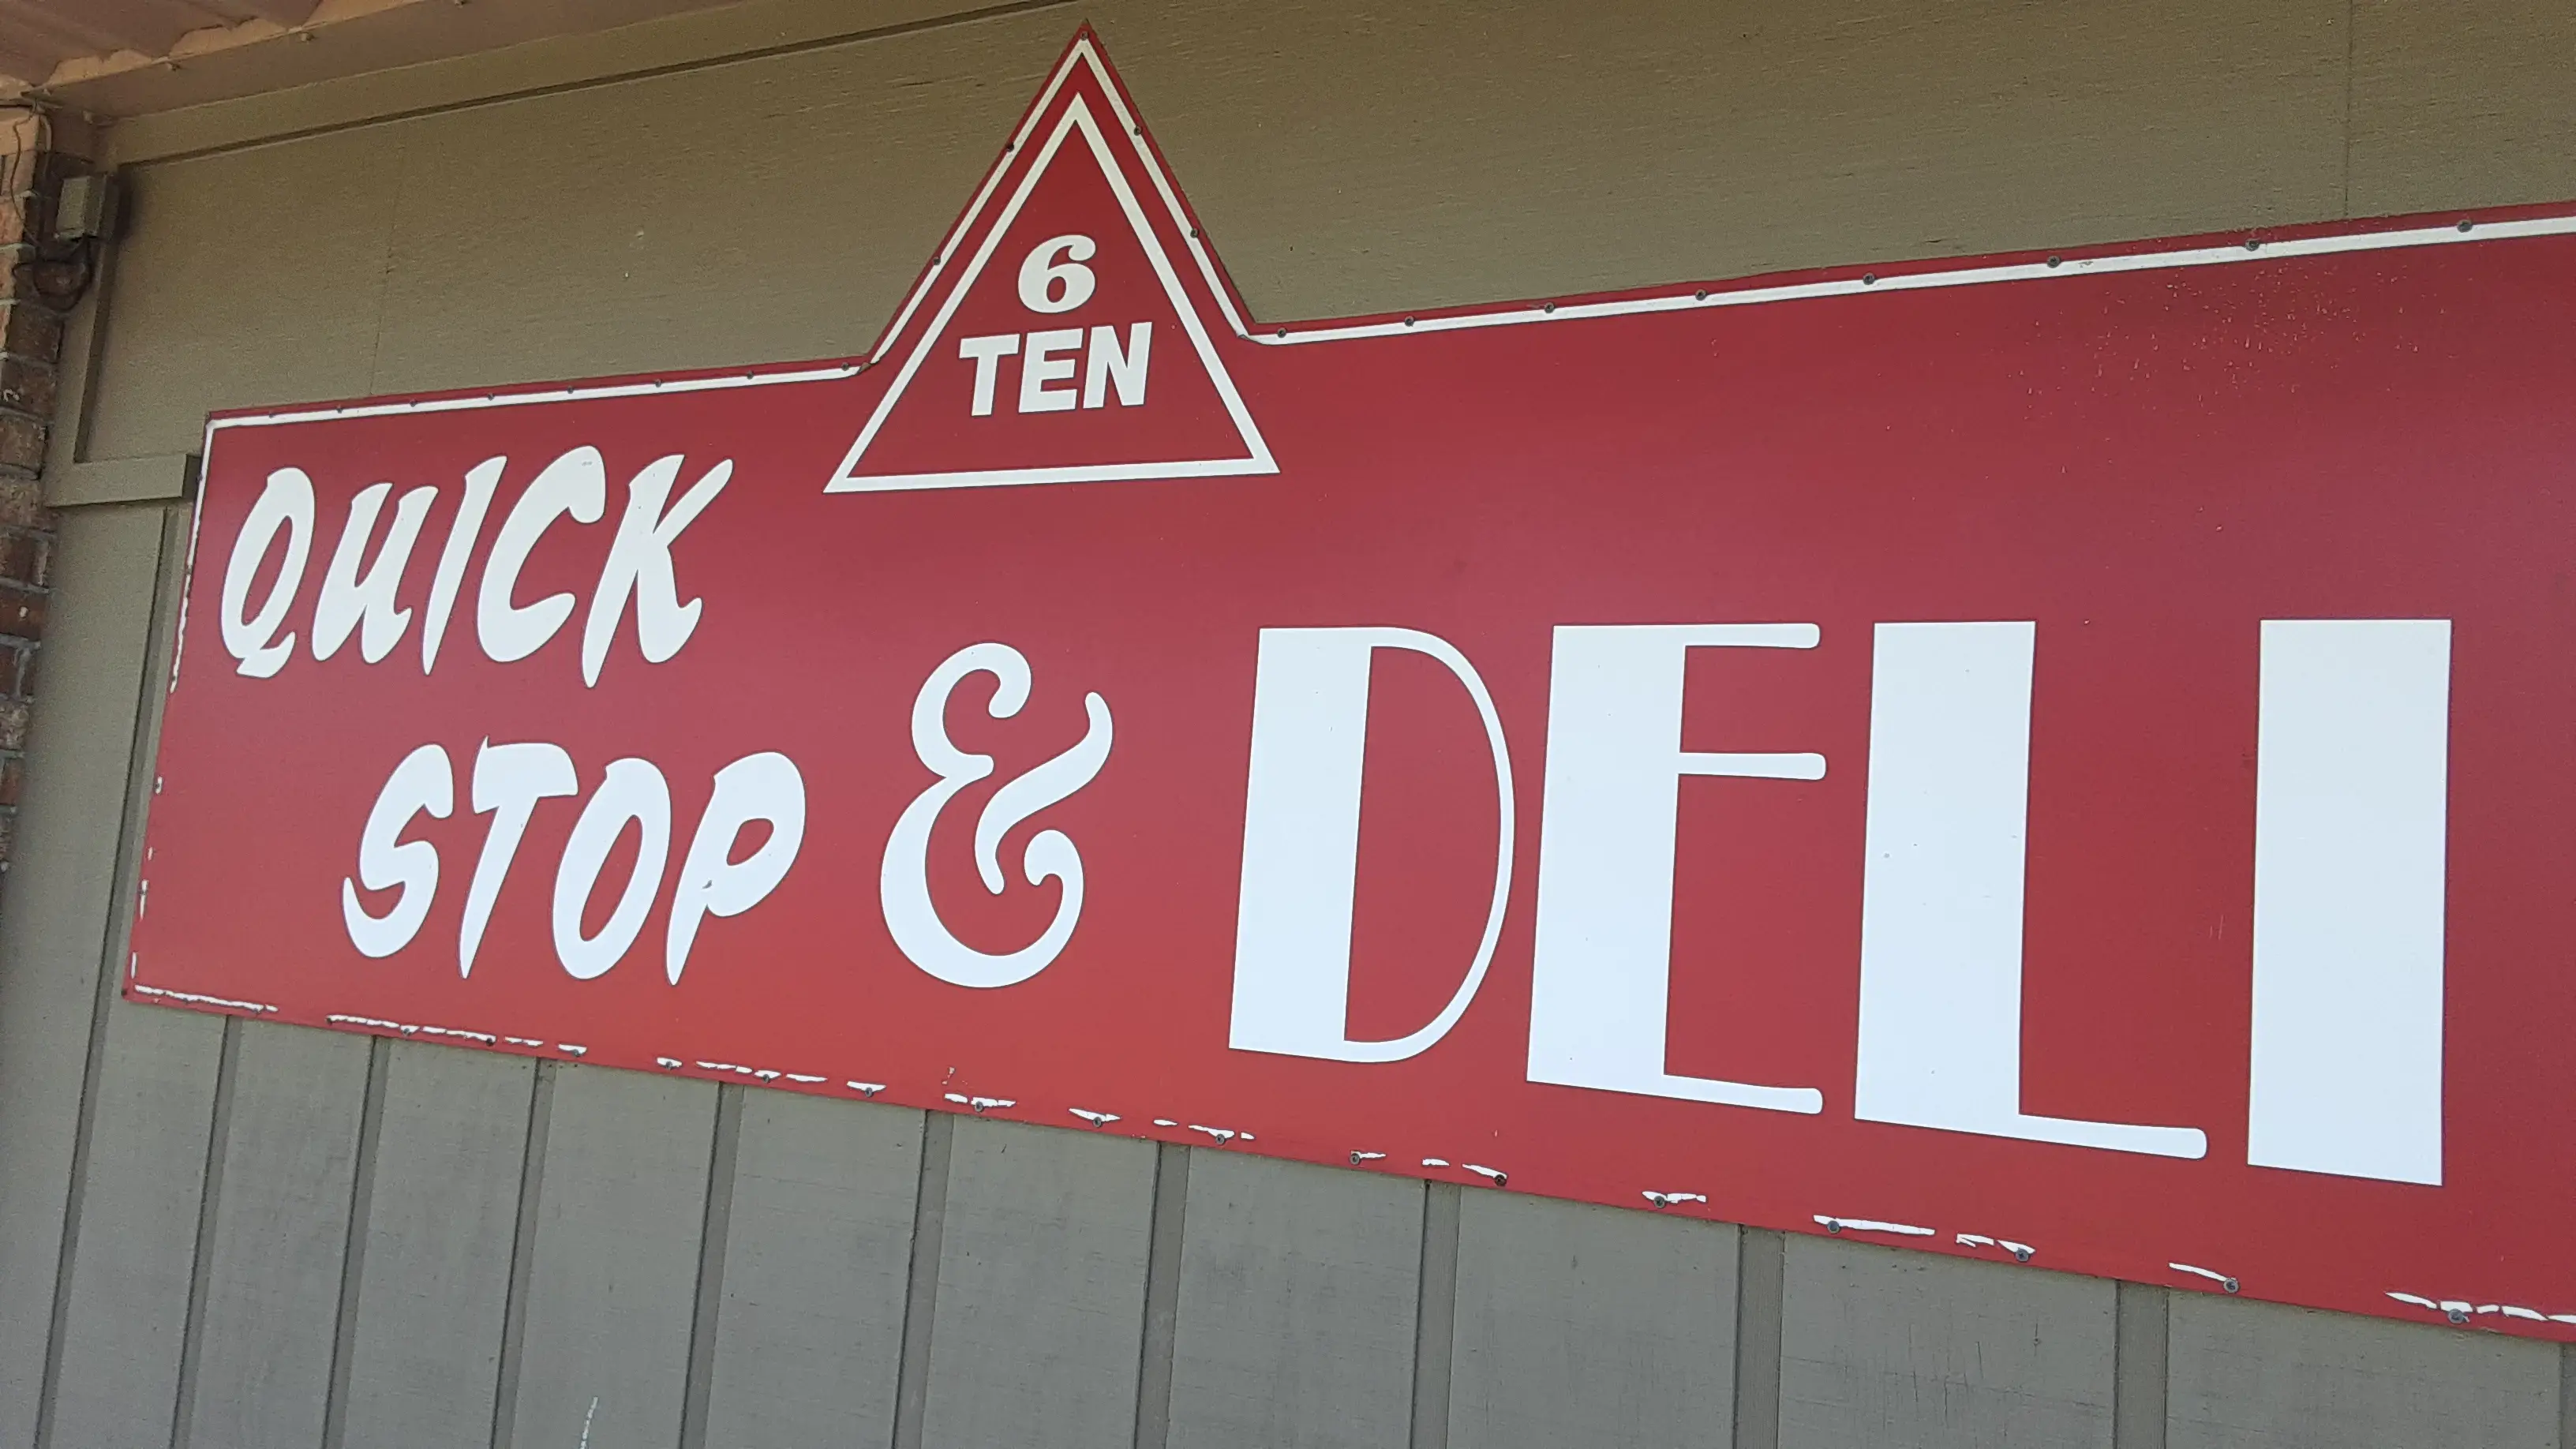 6
TEN
QUICK
STOP & DELI